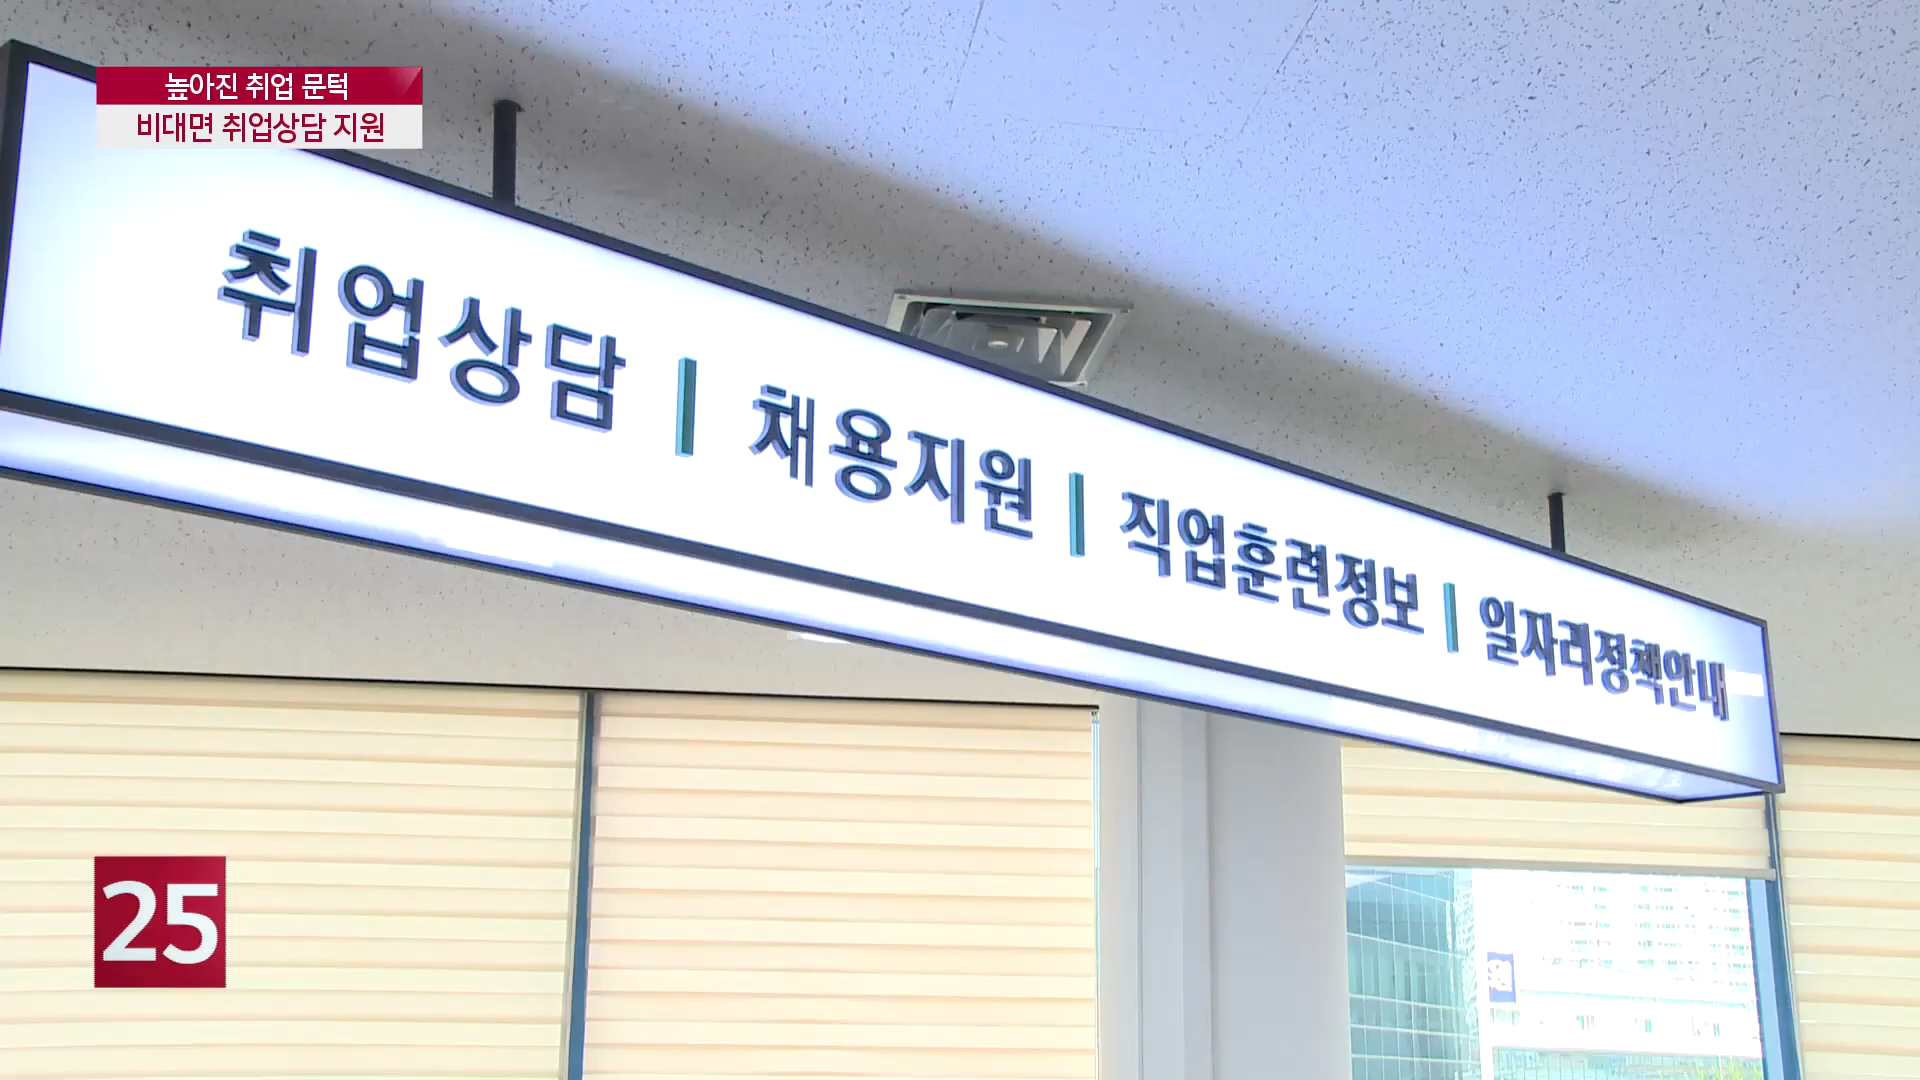 높아진 취업 문턱
비대면 취업상담 지원
취업상담 | 채용지원 | 직업훈련정보 | 일자리정책안내
25